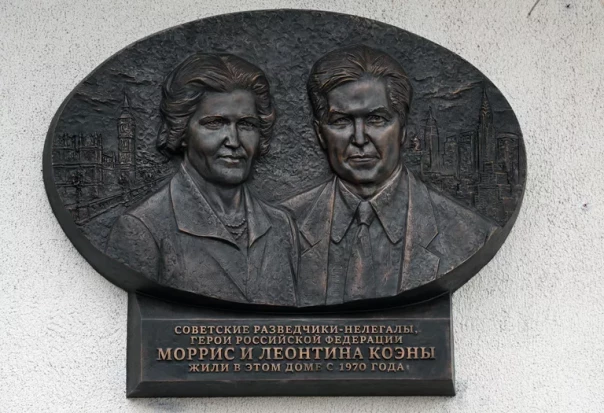 СОВЕТСКИЕ РАЗВЕДЧИКИ-НЕЛЕГАЛЫ,
ГЕРОИ РОССИЙСКОЙ ФЕДЕРАЦИИ
МОРРИС И ЛЕОНТИНА КОЭНЫ
ЖИЛИ В ЭТОМ ДОМЕ С 1970 ГОДА